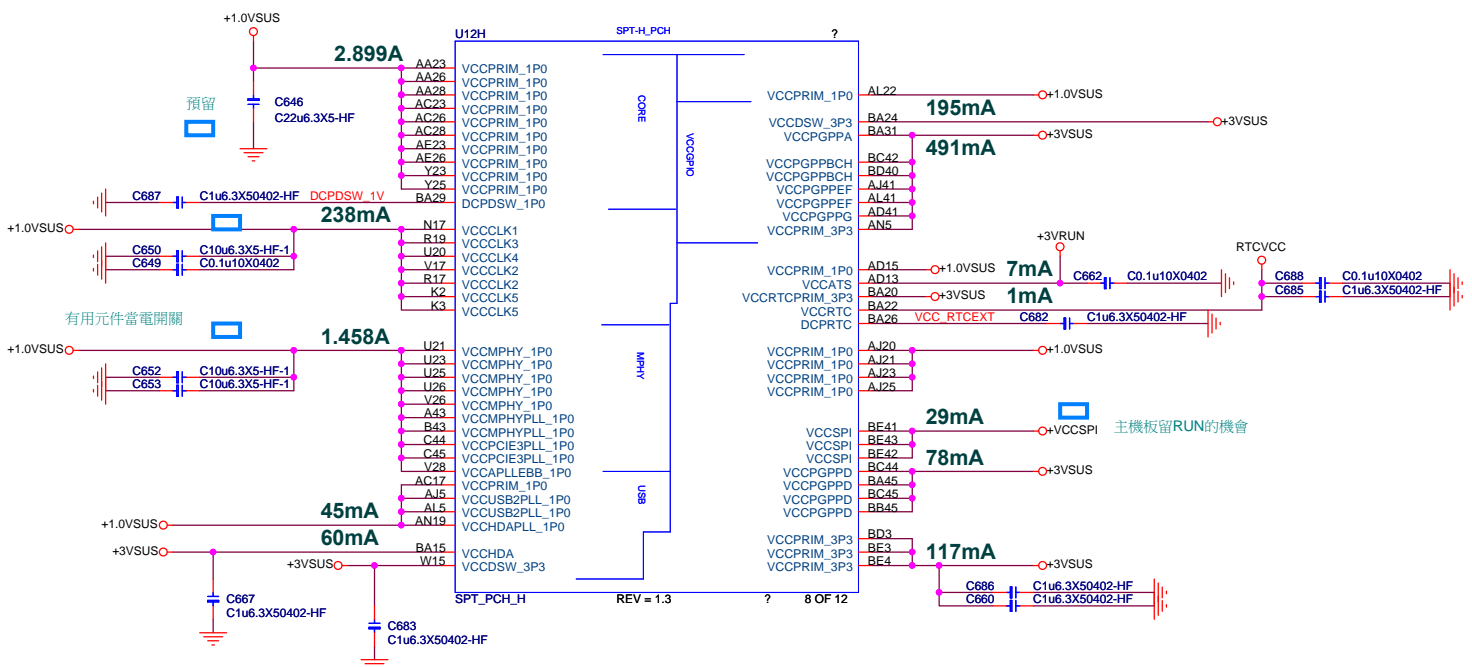 +1.0VSUS
U12H
SPT-H_PCH
?
2.899A
AA23 VCCPRIM_1P0
AA26 VCCPRIM_1P0
AA28 VCCPRIM_1P0
AC23 VCCPRIM_1P0
AC26 VCCPRIM_1P0
AC28 VCCPRIM_1P0
AE23 VCCPRIM_1P0
AE26 VCCPRIM_1P0
Y23 VCCPRIM_1P0
Y25 VCCPRIM_1P0
BA29 DCPDSW_1P0
預留
C646
C22u6.3X5-HF
C687 C1u6.3X50402-HF DCPDSW_1V
+1.0VSUS
238mA
N17 VCCCLK1
R19 VCCCLK3
U20 VCCCLK4
V17 VCCCLK2
R17 VCCCLK2
K2 VCCCLK5
K3 VCCCLK5
C650 C10u6.3X5-HF-1
C649 C0.1u10X0402
有用元件當電開關
+1.0VSUS
1.458A
U21 VCCMPHY_1P0
U23 VCCMPHY_1P0
U25 VCCMPHY_1P0
U26 VCCMPHY_1P0
V26 VCCMPHY_1P0
A43 VCCMPHYPLL_1P0
B43 VCCMPHYPLL_1P0
C44 VCCPCIE3PLL_1P0
C45 VCCPCIE3PLL_1P0
V28 VCCAPLLEBB_1P0
AC17 VCCPRIM_1P0
AJ5 VCCUSB2PLL_1P0
AL5 VCCUSB2PLL_1P0
AN19 VCCHDAPLL_1P0
C652 C10u6.3X5-HF-1
C653 C10u6.3X5-HF-1
45mA
+1.0VSUS
60mA
+3VSUS
BA15 VCCHDA
+3VSUS
W15 VCCDSW_3P3
C667
C1u6.3X50402-HF
C683
C1u6.3X50402-HF
CORE
VCCGPIO
MPHY
USB
VCCPRIM_1P0 AL22 +1.0VSUS
195mA
VCCDSW_3P3 BA24 +3VSUS
VCCPGPPA BA31 +3VSUS
491mA
VCCPGPPBCH BC42
VCCPGPPBCH BD40
VCCPGPPEF AJ41
VCCPGPPEF AL41
VCCPGPPG AD41
VCCPRIM_3P3 AN5
+3VRUN
RTCVCC
VCCPRIM_1P0 AD15 +1.0VSUS 7mA
VCCATS AD13 C662 C0.1u10X0402
VCCRTCPRIM_3P3 BA20 +3VSUS 1mA
VCCRTC BA22
DCPRTC BA26 VCC_RTCEXT C682 C1u6.3X50402-HF
C688 C0.1u10X0402
C685 C1u6.3X50402-HF
VCCPRIM_1P0 AJ20 +1.0VSUS
VCCPRIM_1P0 AJ21
VCCPRIM_1P0 AJ23
VCCPRIM_1P0 AJ25
29mA
VCCSPI BE41 +VCCSPI
VCCSPI BE43
VCCSPI BE42
主機板留RUN的機會
78mA
VCCPGPPD BC44 +3VSUS
VCCPGPPD BA45
VCCPGPPD BC45
VCCPGPPD BB45
VCCPRIM_3P3 BD3
VCCPRIM_3P3 BE3
117mA
VCCPRIM_3P3 BE4 +3VSUS
C686 C1u6.3X50402-HF
C660 C1u6.3X50402-HF
SPT_PCH_H
REV = 1.3
?
8 OF 12